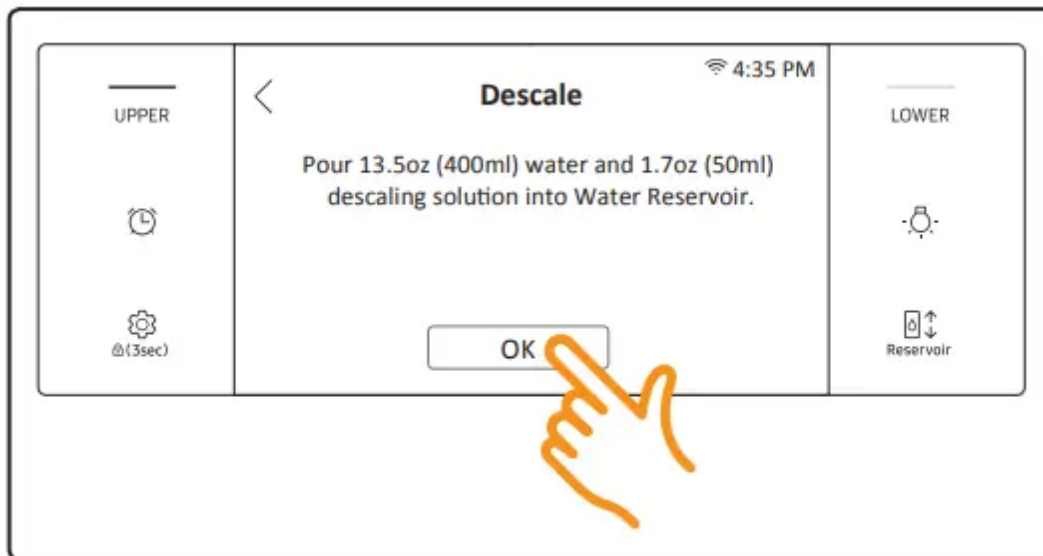 4:35 PM
UPPER
Descale
LOWER
Pour 13.5oz (400ml) water and 1.7oz (50ml)
descaling solution into Water Reservoir.
OK
(3sec)
Reservoir